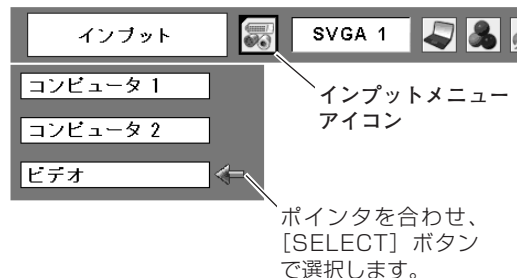 インプット
SVGA 1
コンピュータ 1
コンピュータ 2
ビデオ
インプットメニュー
アイコン
ポインタを合わせ、
［SELECT］ボタン
で選択します。